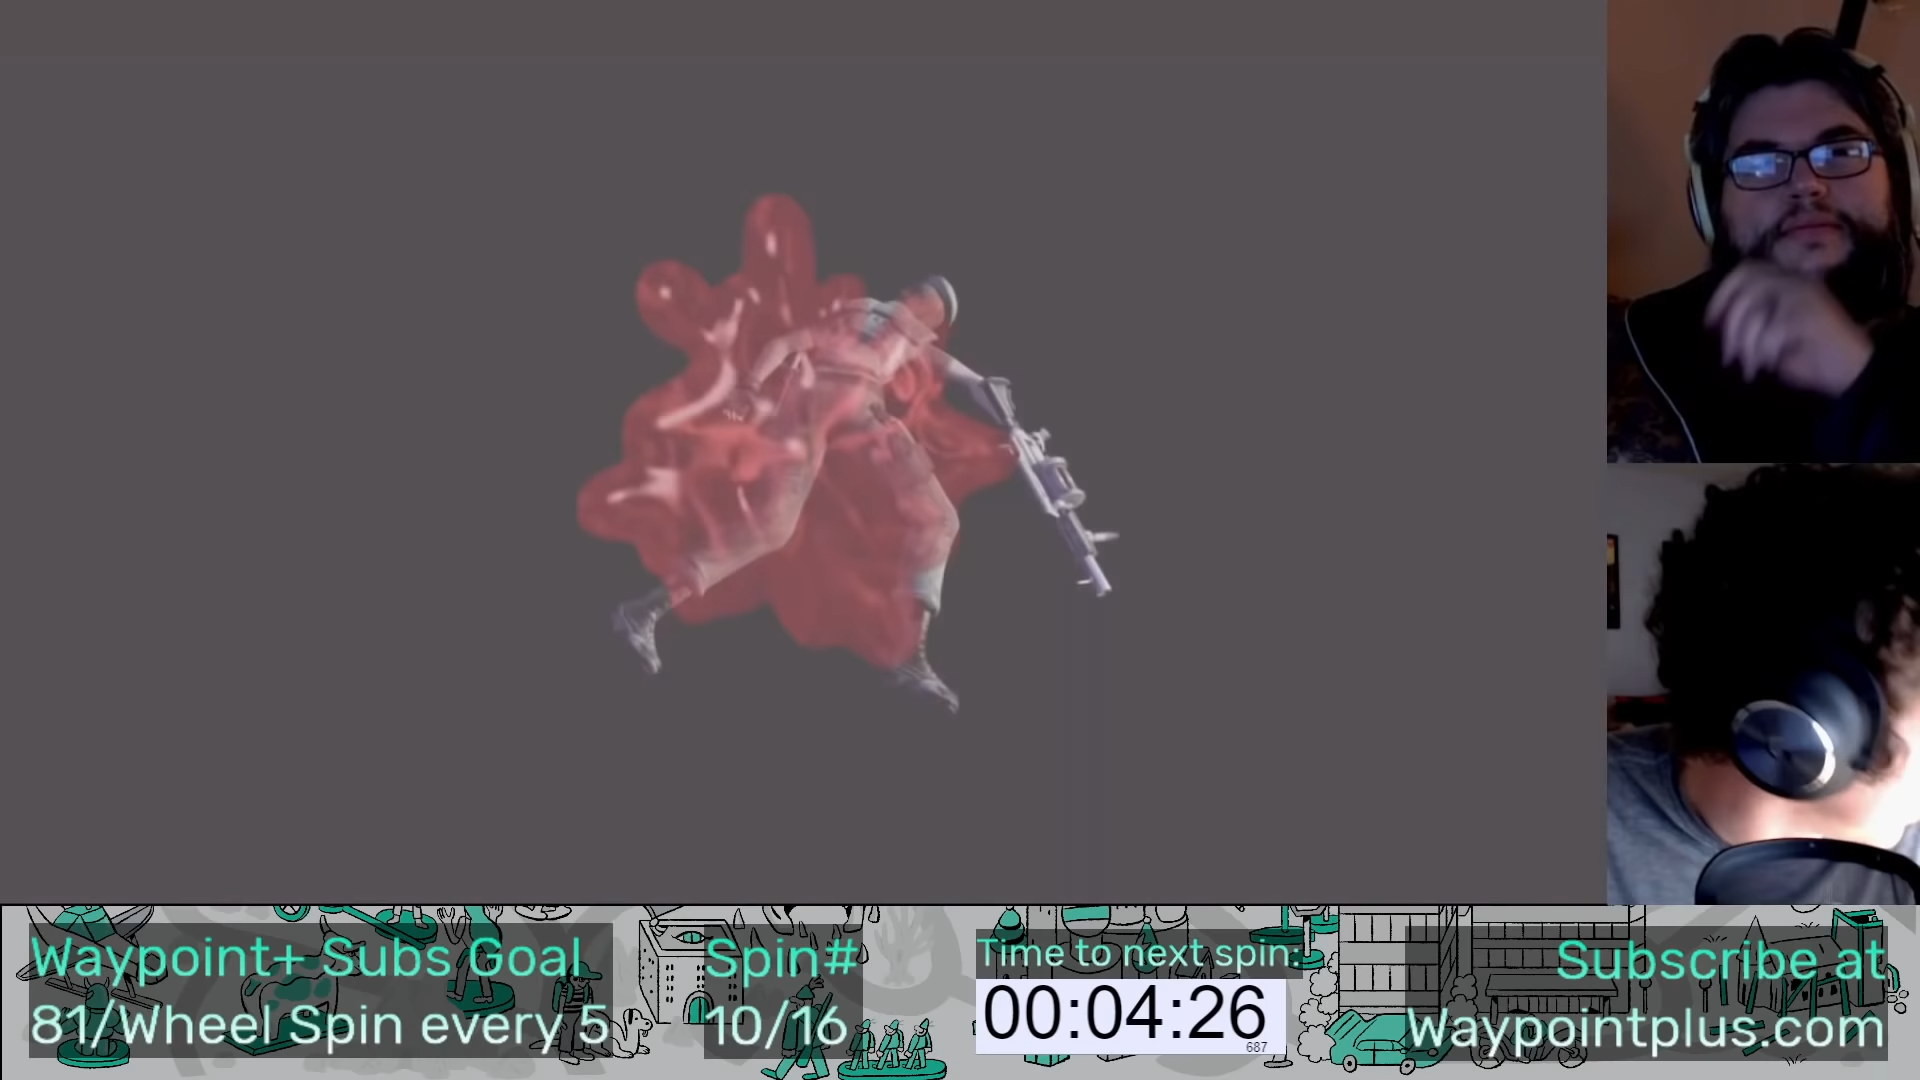 Waypoint+ Subs Goal
81/Wheel Spin every 5
Spin#
10/16
Time to next spin:
00:04:26
687
Subscribe at
Waypointplus.com